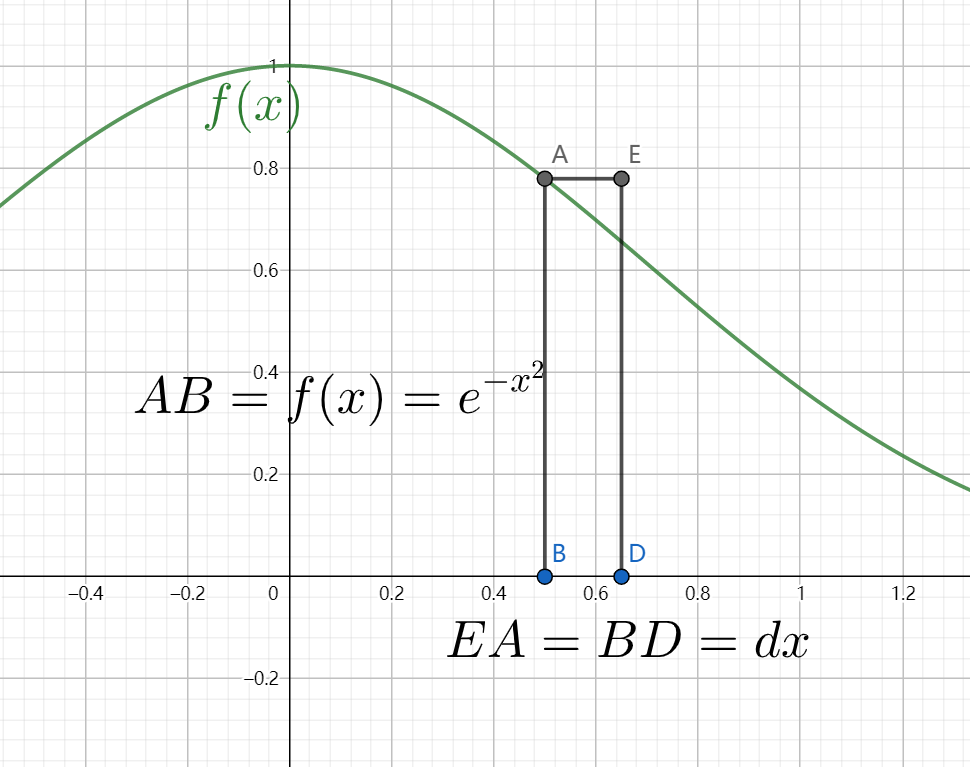 1
f(x)
A E
0.8
0.6
0.4
AB = f(x) = e^{-x^2}
0.2
B D
−0.4 −0.2 0 0.2 0.4 0.6 0.8 1 1.2
EA = BD = dx
−0.2